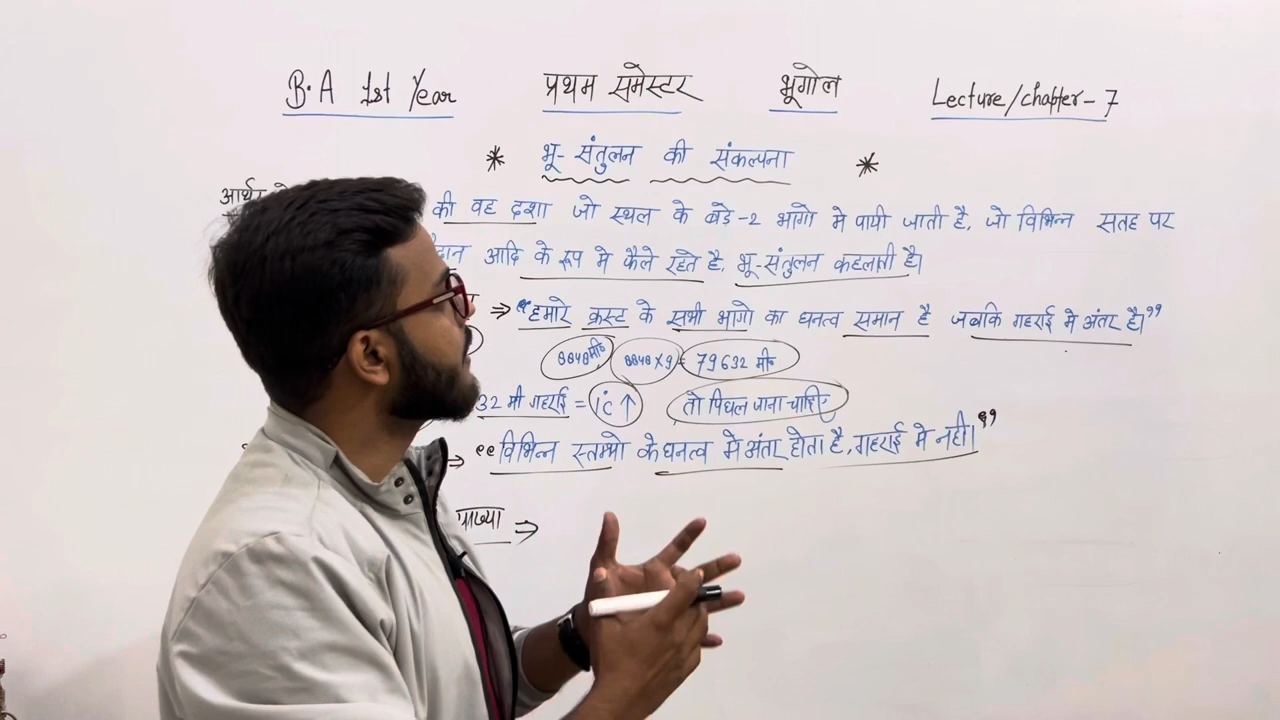 B.A 1st Year प्रथम समेस्टर भूगोल Lecture/chapter-7
* भू-संतुलन की संकल्पना *
की वह दशा जो स्थल के बड़े-2 भागो मे पायी जाती है, जो विभिन्न सतह पर
आदि के रूप मे फैले रहते है, भू-संतुलन कहलाती है।
⇒ "हमारे क्रस्ट के सभी भागो का घनत्व समान है जबकि गहराई मे अंतर है।"
8848मी० 8848×9 = 79632 मी०
32 मी गहराई = 1°C ↑ तो पिघल जाना चाहिए
⇒ "विभिन्न स्तम्भो के घनत्व मे अंतर होता है, गहराई मे नही।"
⇒